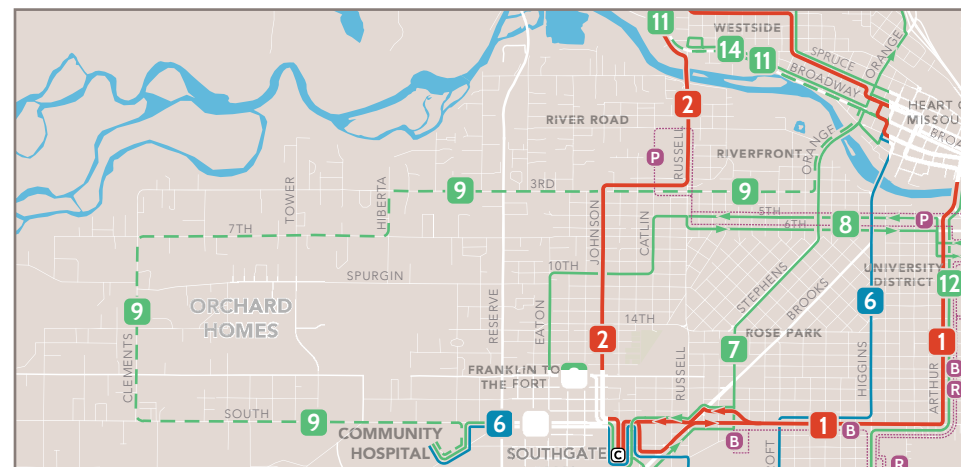 11
WESTSIDE
14
11
SPRUCE
BROADWAY
ORANGE
2
HEART O
MISSOU
BRO
RIVER ROAD
RUSSELL
P
RIVERFRONT
ORANGE
9
3RD
9
TOWER
HIBERTA
7TH
JOHNSON
CATLIN
5TH
8
P
6TH
10TH
SPURGIN
UNIVERSITY
DISTRICT
12
9
ORCHARD
HOMES
RESERVE
EATON
14TH
STEPHENS
BROOKS
6
ROSE PARK
2
7
1
CLEMENTS
FRANKLIN TO
THE FORT
RUSSELL
HIGGINS
ARTHUR
B
R
SOUTH
9
6
1
B
B
COMMUNITY
HOSPITAL
SOUTHGATE
C
OFT
R